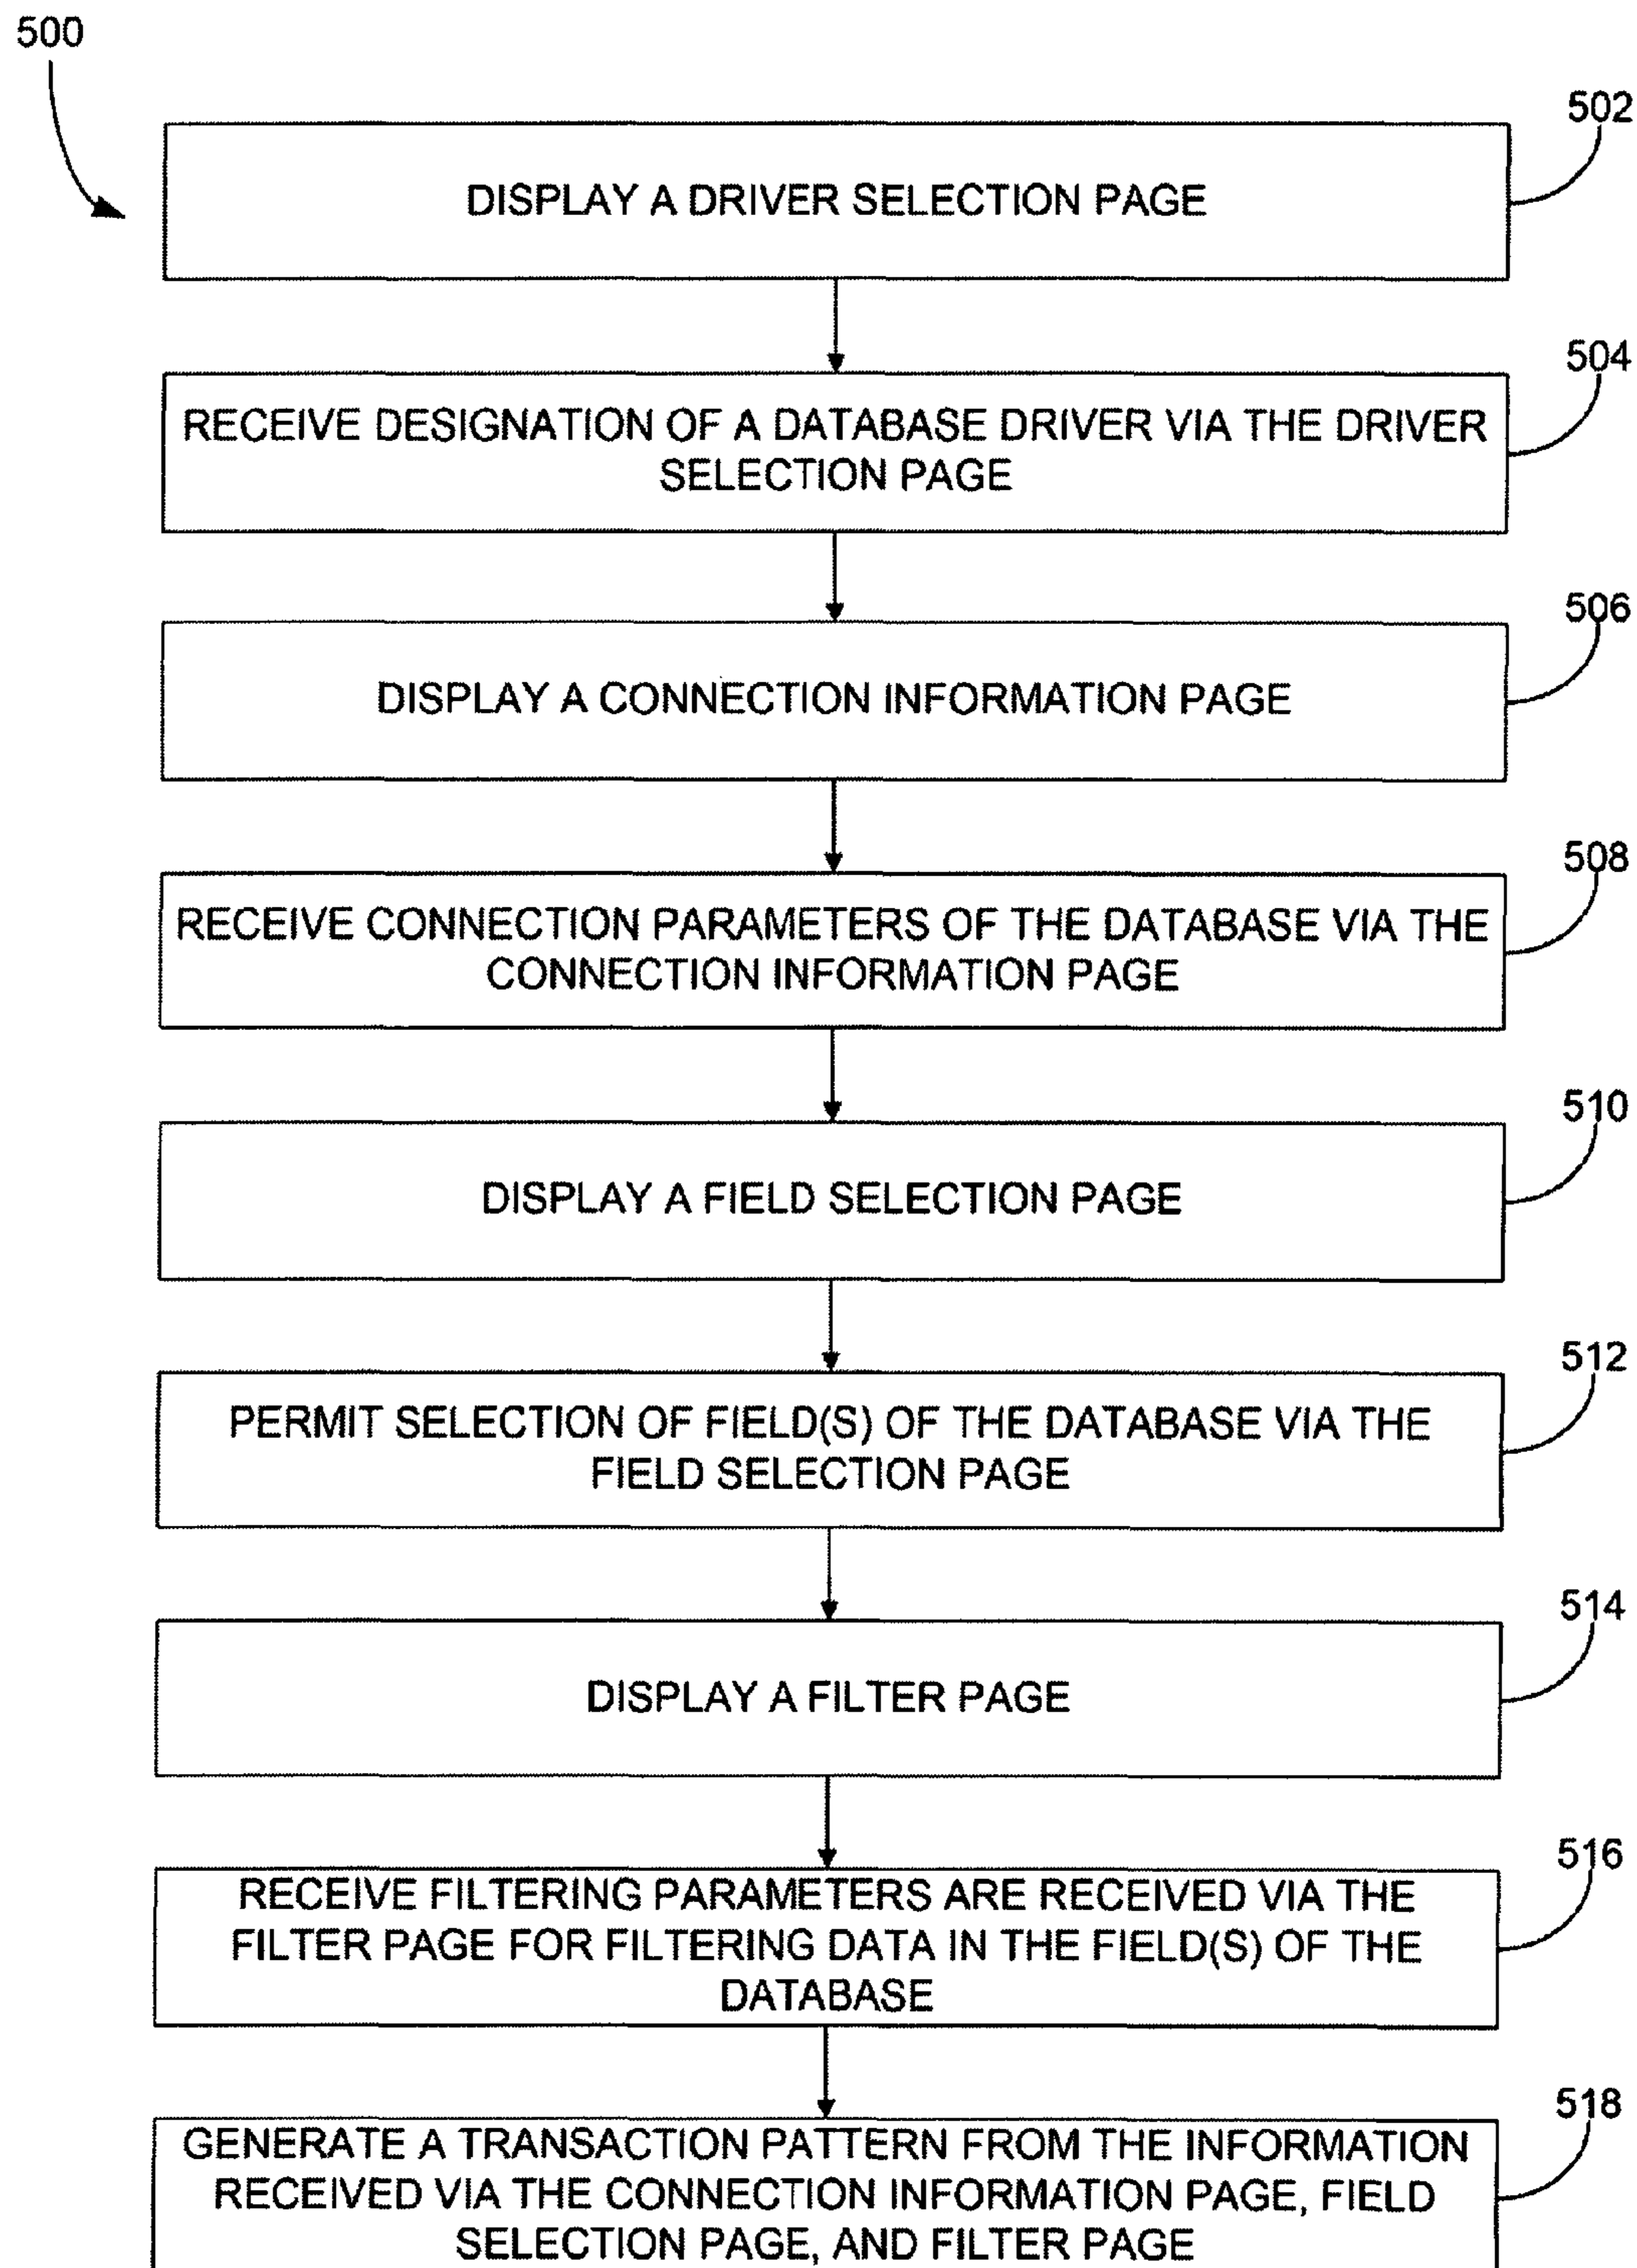 500
502
DISPLAY A DRIVER SELECTION PAGE
504
RECEIVE DESIGNATION OF A DATABASE DRIVER VIA THE DRIVER
SELECTION PAGE
506
DISPLAY A CONNECTION INFORMATION PAGE
508
RECEIVE CONNECTION PARAMETERS OF THE DATABASE VIA THE
CONNECTION INFORMATION PAGE
510
DISPLAY A FIELD SELECTION PAGE
512
PERMIT SELECTION OF FIELD(S) OF THE DATABASE VIA THE
FIELD SELECTION PAGE
514
DISPLAY A FILTER PAGE
516
RECEIVE FILTERING PARAMETERS ARE RECEIVED VIA THE
FILTER PAGE FOR FILTERING DATA IN THE FIELD(S) OF THE
DATABASE
518
GENERATE A TRANSACTION PATTERN FROM THE INFORMATION
RECEIVED VIA THE CONNECTION INFORMATION PAGE, FIELD
SELECTION PAGE, AND FILTER PAGE